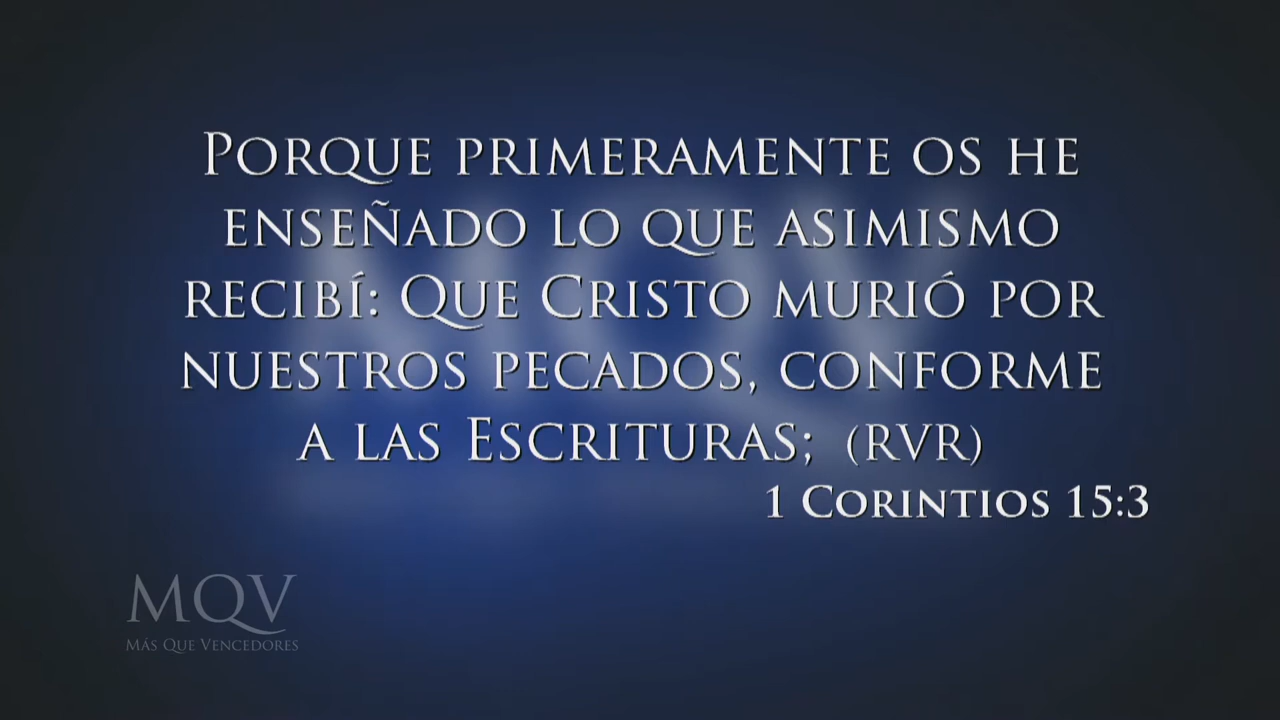 Porque primeramente os he
enseñado lo que asimismo
recibí: Que Cristo murió por
nuestros pecados, conforme
a las Escrituras; (RVR)
1 Corintios 15:3
MQV
Más Que Vencedores